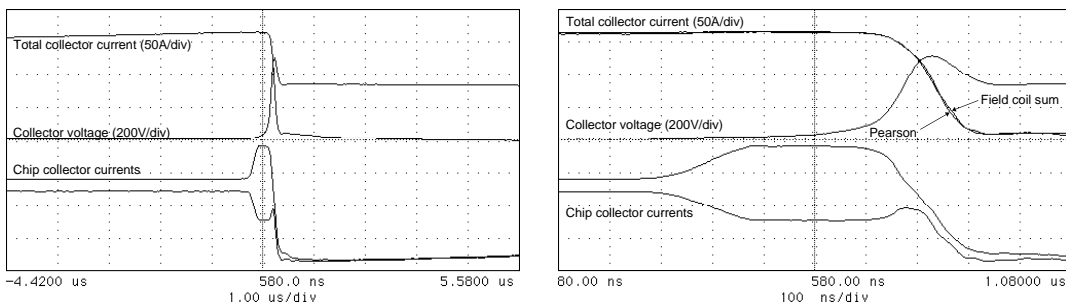 Total collector current (50A/div)
Collector voltage (200V/div)
Chip collector currents
-4.4200 us
580.00 ns
5.5800 us
1.00 us/div
Total collector current (50A/div)
Field coil sum
Collector voltage (200V/div)
Pearson
Chip collector currents
80.00 ns
580.00 ns
1.08000 us
100 ns/div